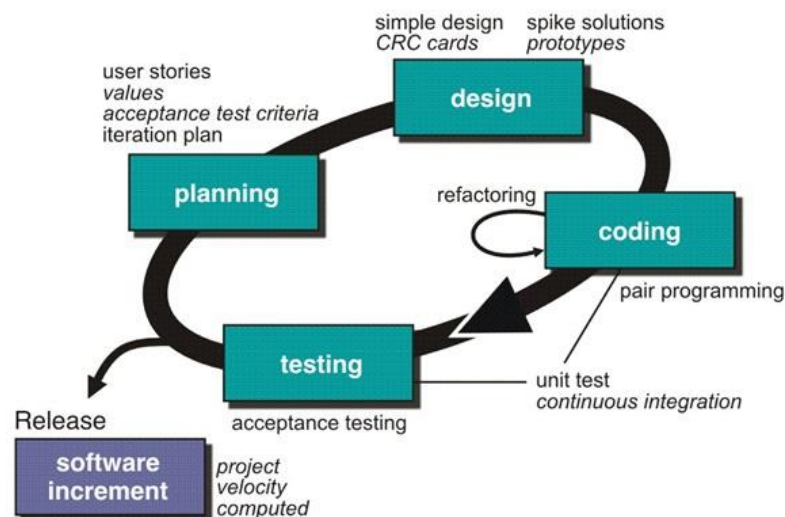 simple design
CRC cards
spike solutions
prototypes
user stories
values
acceptance test criteria
iteration plan
design
planning
refactoring
coding
pair programming
testing
unit test
continuous integration
acceptance testing
Release
software
increment
project
velocity
computed